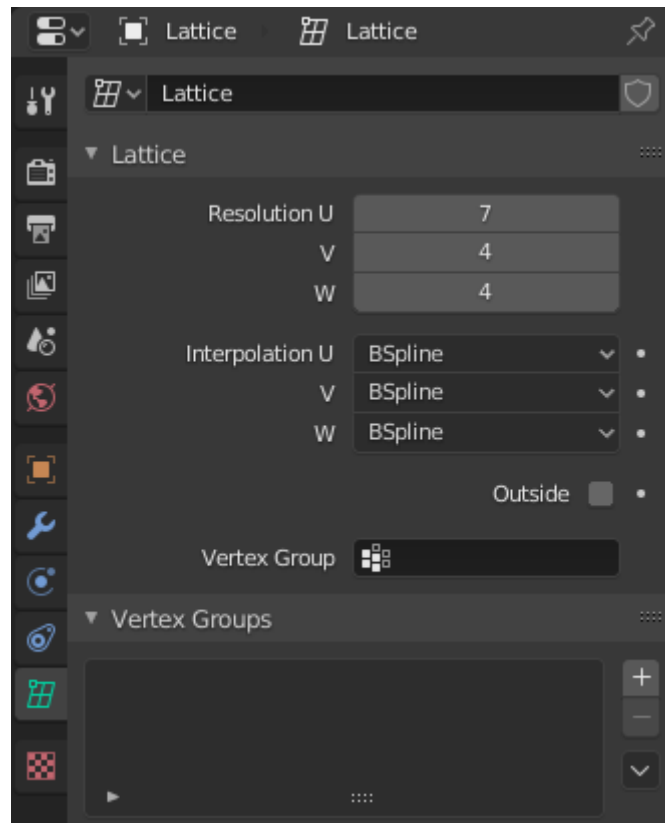 Lattice Lattice
Lattice
Lattice
Resolution U 7
V 4
W 4
Interpolation U BSpline
V BSpline
W BSpline
Outside
Vertex Group
Vertex Groups